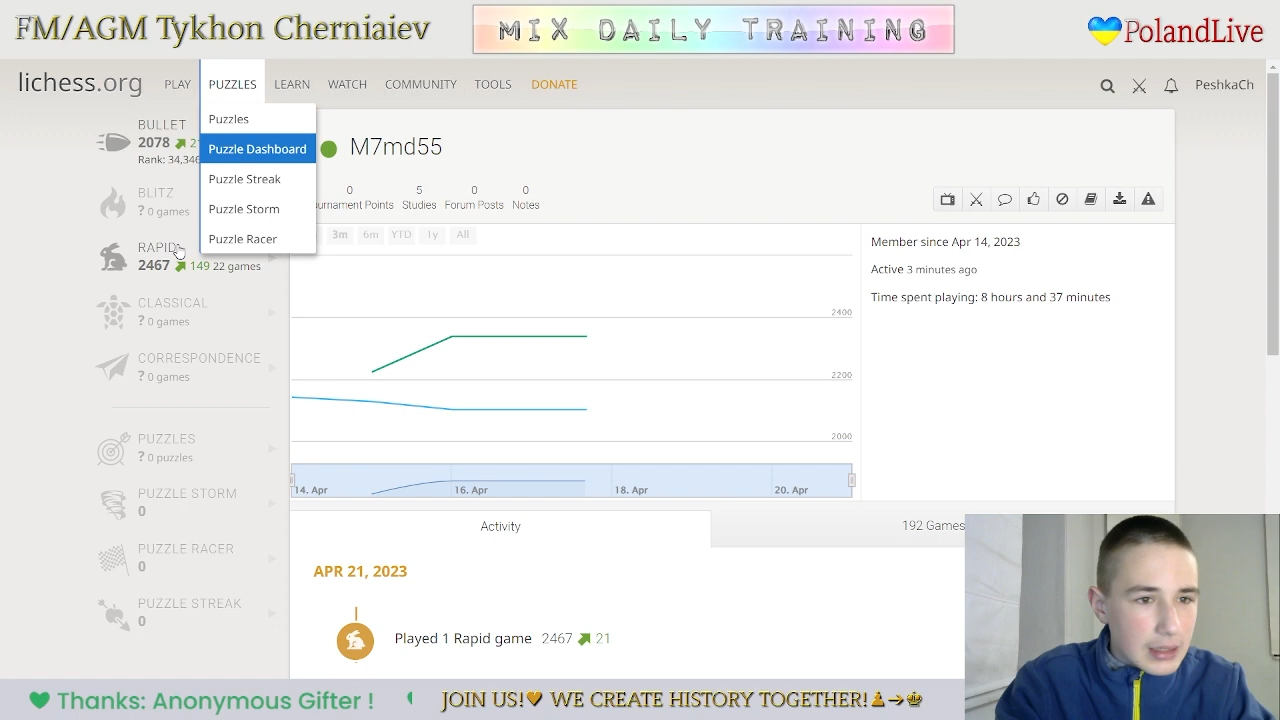 FM/AGM Tykhon Cherniaiev
MIX DAILY TRAINING
PolandLive
lichess.org
PLAY
PUZZLES
LEARN
WATCH
COMMUNITY
TOOLS
DONATE
PeshkaCh
Puzzles
Puzzle Dashboard
Puzzle Streak
Puzzle Storm
Puzzle Racer
BULLET
2078
Rank: 34,346
BLITZ
? 0 games
RAPID
2467 149 22 games
CLASSICAL
? 0 games
CORRESPONDENCE
? 0 games
PUZZLES
? 0 puzzles
PUZZLE STORM
0
PUZZLE RACER
0
PUZZLE STREAK
0
M7md55
0
5
0
0
Points
Studies
Forum Posts
Notes
3m
6m
YTD
1y
All
2400
2200
2000
14. Apr
16. Apr
18. Apr
20. Apr
Member since Apr 14, 2023
Active 3 minutes ago
Time spent playing: 8 hours and 37 minutes
Activity
192 Games
APR 21, 2023
Played 1 Rapid game 2467 21
Thanks: Anonymous Gifter !
JOIN US! WE CREATE HISTORY TOGETHER!